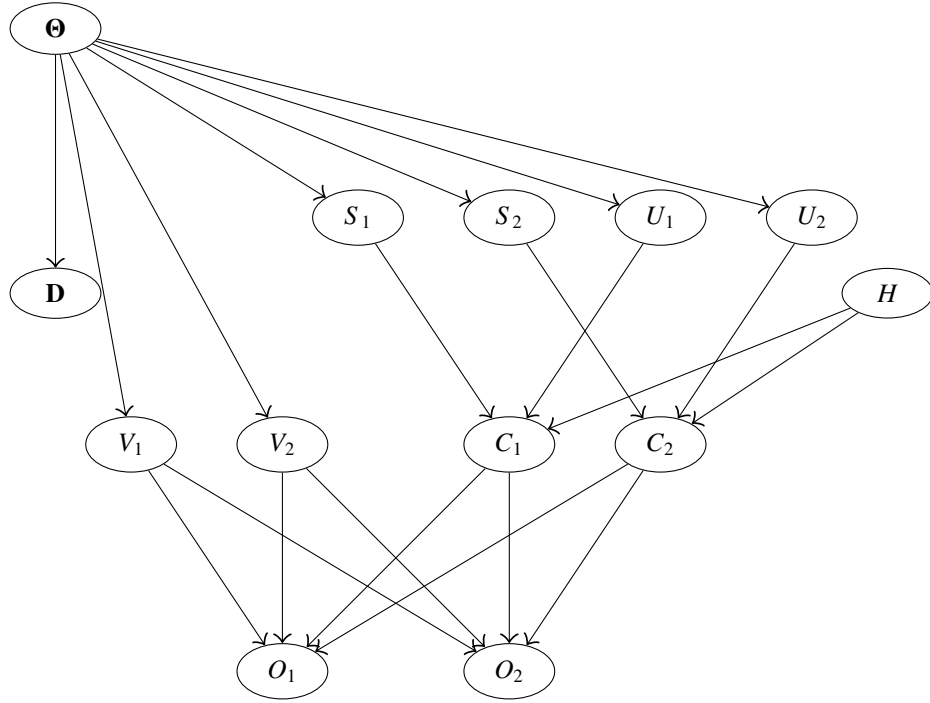 Θ
S₁ S₂ U₁ U₂
D H
V₁ V₂ C₁ C₂
O₁ O₂